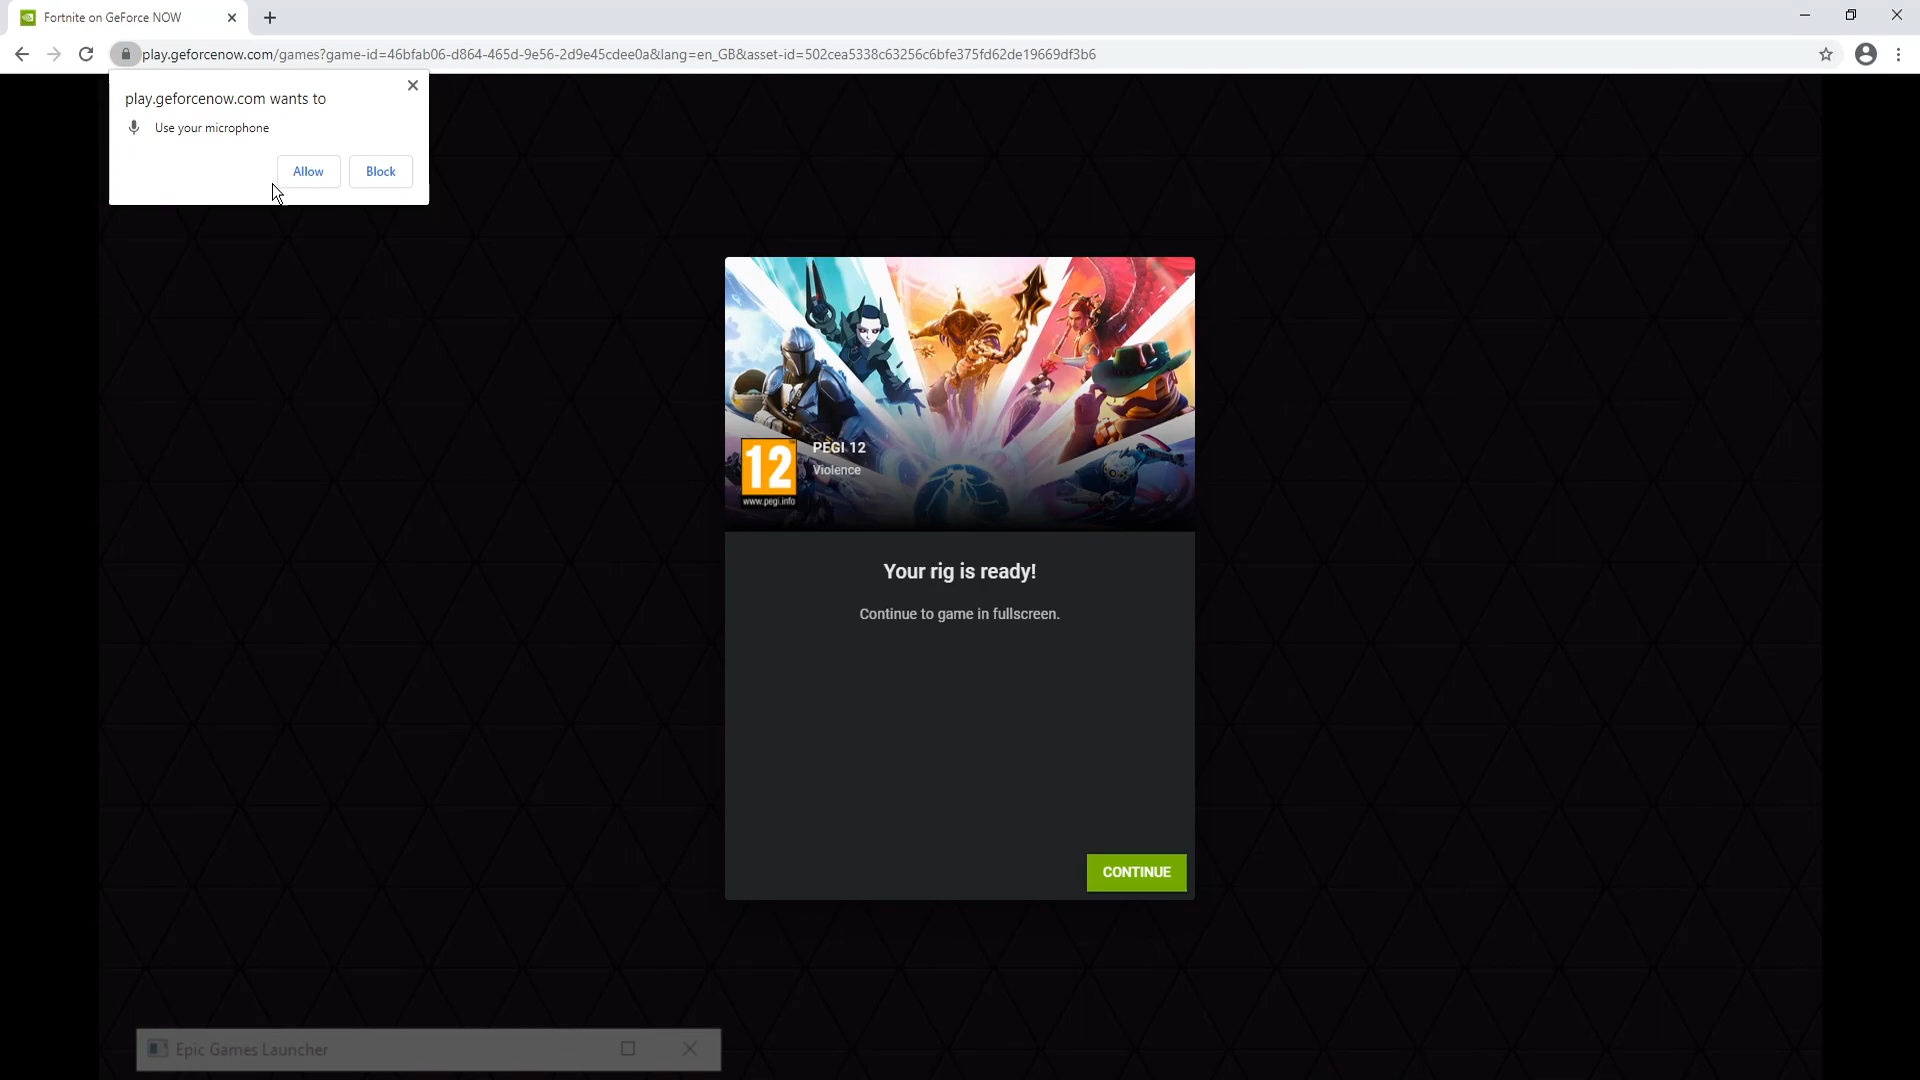 Fortnite on GeForce NOW
play.geforcenow.com/games?game-id=46bfab06-d864-465d-9e56-2d9e45cdee0a&lang=en_GB&asset-id=502cea5338c63256c6bfe375fd62de19669df3b6
play.geforcenow.com wants to
Use your microphone
Allow
Block
12
www.pegi.info
PEGI 12
Violence
Your rig is ready!
Continue to game in fullscreen.
CONTINUE
Epic Games Launcher